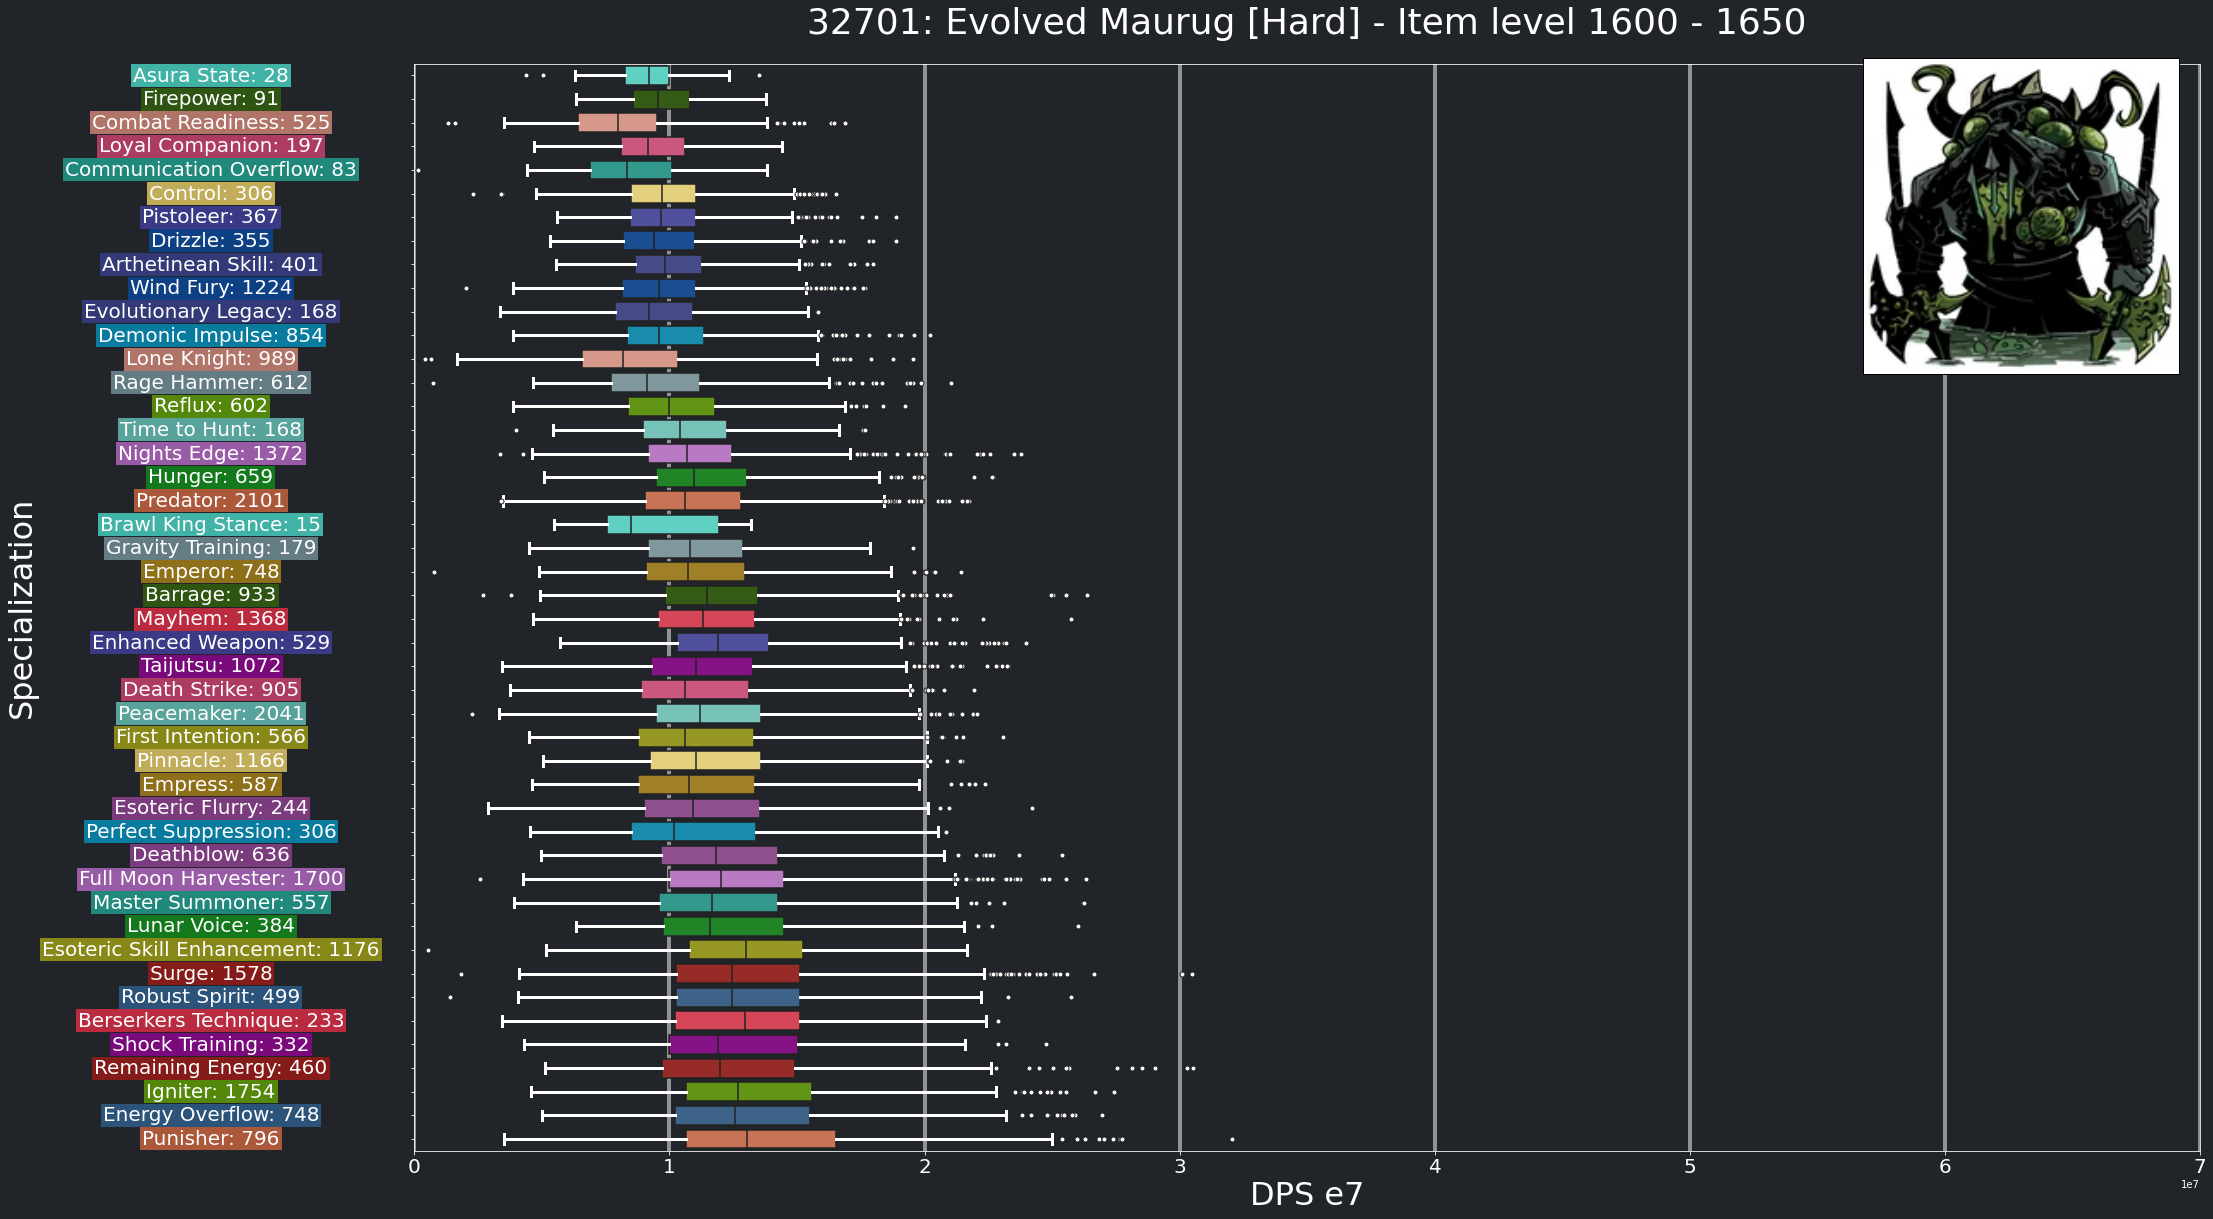 32701: Evolved Maurug [Hard] - Item level 1600 - 1650
Specialization
Asura State: 28
Firepower: 91
Combat Readiness: 525
Loyal Companion: 197
Communication Overflow: 83
Control: 306
Pistoleer: 367
Drizzle: 355
Arthetinean Skill: 401
Wind Fury: 1224
Evolutionary Legacy: 168
Demonic Impulse: 854
Lone Knight: 989
Rage Hammer: 612
Reflux: 602
Time to Hunt: 168
Nights Edge: 1372
Hunger: 659
Predator: 2101
Brawl King Stance: 15
Gravity Training: 179
Emperor: 748
Barrage: 933
Mayhem: 1368
Enhanced Weapon: 529
Taijutsu: 1072
Death Strike: 905
Peacemaker: 2041
First Intention: 566
Pinnacle: 1166
Empress: 587
Esoteric Flurry: 244
Perfect Suppression: 306
Deathblow: 636
Full Moon Harvester: 1700
Master Summoner: 557
Lunar Voice: 384
Esoteric Skill Enhancement: 1176
Surge: 1578
Robust Spirit: 499
Berserkers Technique: 233
Shock Training: 332
Remaining Energy: 460
Igniter: 1754
Energy Overflow: 748
Punisher: 796
0 1 2 3 4 5 6 7
1e7
DPS e7